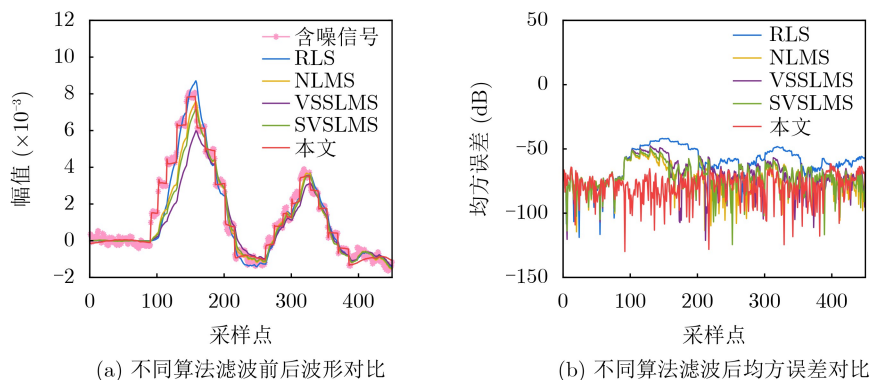 12
10
8
6
4
2
0
−2
幅值 (×10⁻³)
含噪信号
RLS
NLMS
VSSLMS
SVSLMS
本文
0 100 200 300 400
采样点
(a) 不同算法滤波前后波形对比
50
0
−50
−100
−150
均方误差 (dB)
RLS
NLMS
VSSLMS
SVSLMS
本文
0 100 200 300 400
采样点
(b) 不同算法滤波后均方误差对比